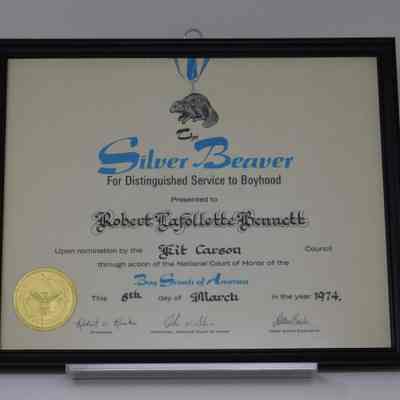 The
Silver Beaver
For Distinguished Service to Boyhood
Presented to
Robert Lafollette Bennett
Upon nomination by the Kit Carson Council
through action of the National Court of Honor of the
Boy Scouts of America
This 8th day of March in the year 1974.